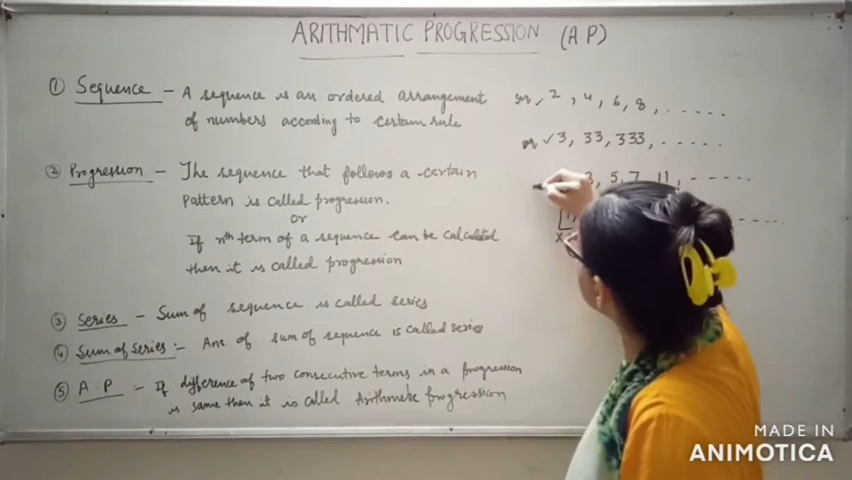 ARITHMATIC PROGRESSION (A P)
① Sequence - A sequence is an ordered arrangement
of numbers according to certain rule
2, 4, 6, 8, ......
✓3, 33, 333, .....
3, 5, 7, 11, -----
② Progression - The sequence that follows a certain
pattern is called progression.
or
If nth term of a sequence can be calculated
then it is called progression
③ Series - Sum of sequence is called series
④ Sum of series :- Ans. of sum of sequence is called series
⑤ A.P :- If difference of two consecutive terms in a progression
is same then it is called Arithmetic progression
MADE IN
ANIMOTICA